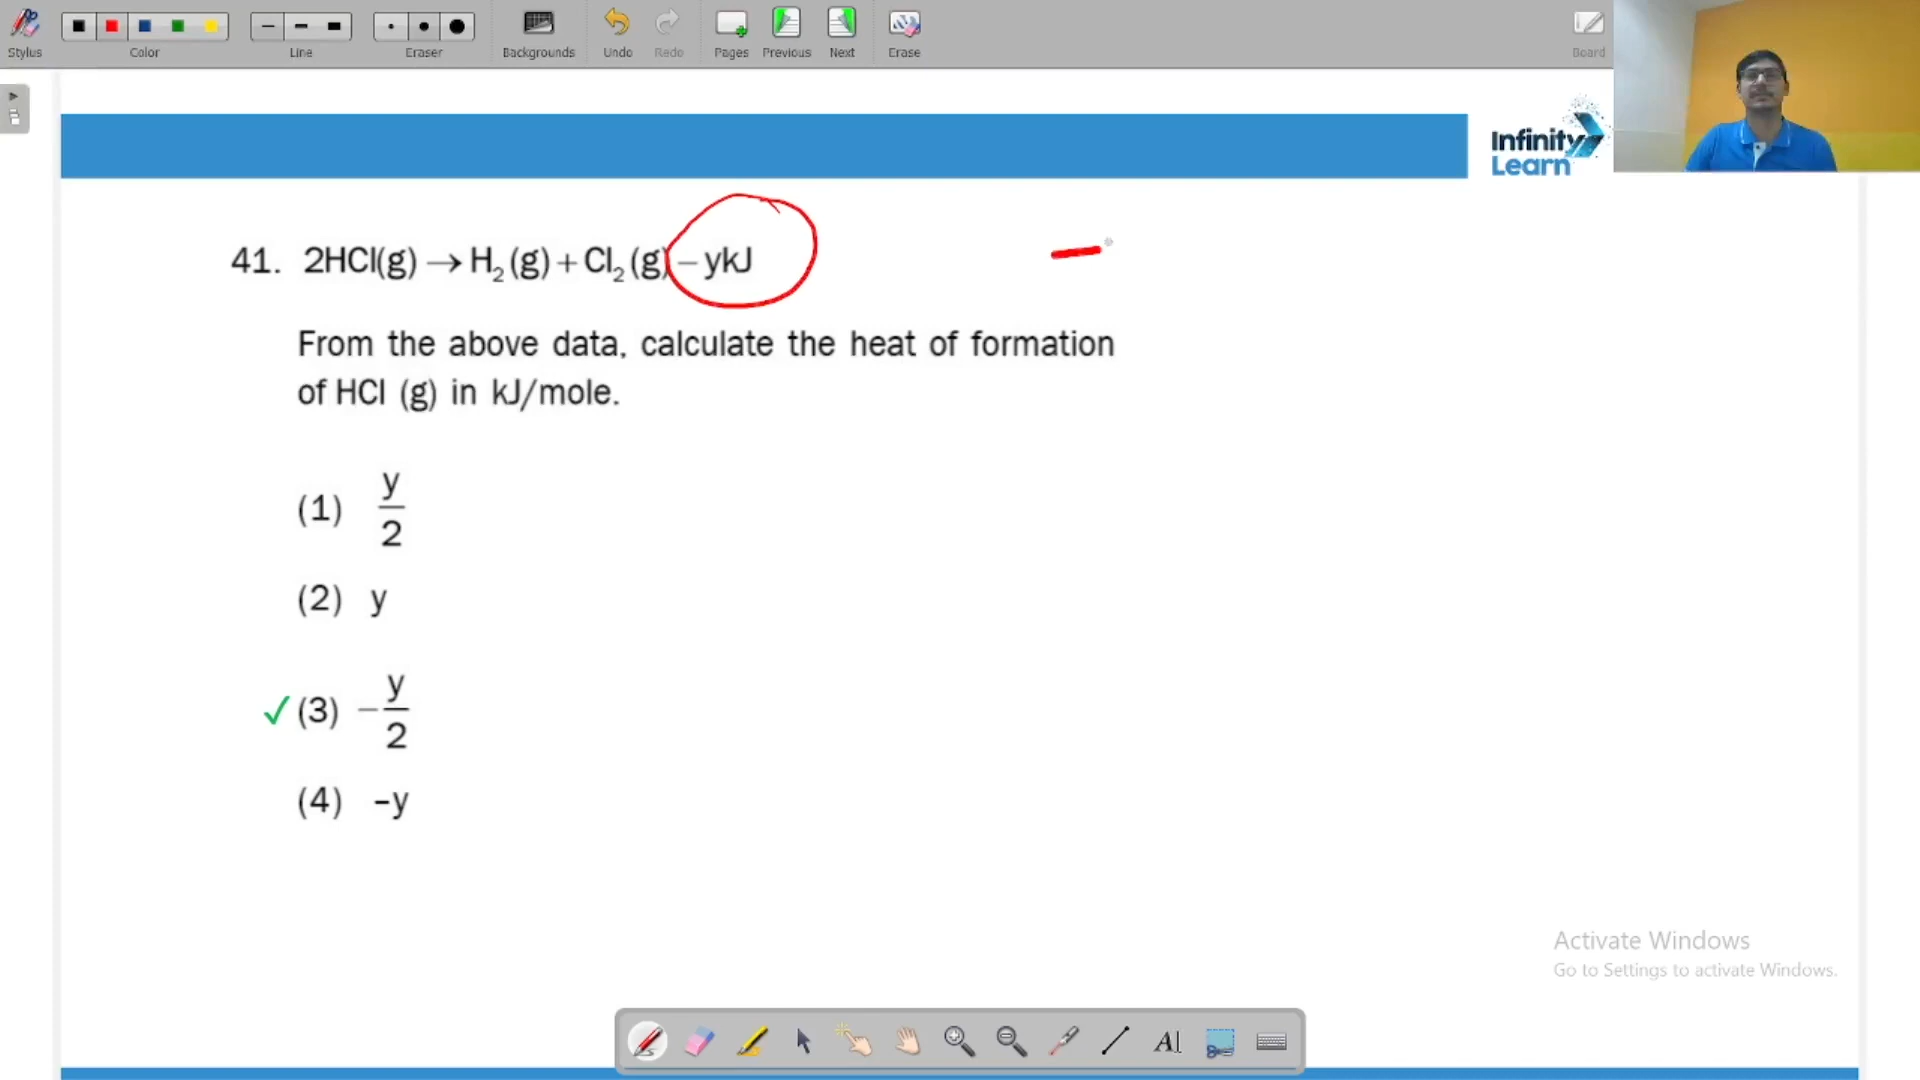 Stylus
Color
Line
Eraser
Backgrounds
Undo
Redo
Pages
Previous
Next
Erase
Board
Infinity
Learn
41. 2HCl(g) → H₂(g) + Cl₂(g) – ykJ
From the above data, calculate the heat of formation
of HCl (g) in kJ/mole.
(1) y/2
(2) y
✓ (3) –y/2
(4) -y
Activate Windows
Go to Settings to activate Windows.
AI